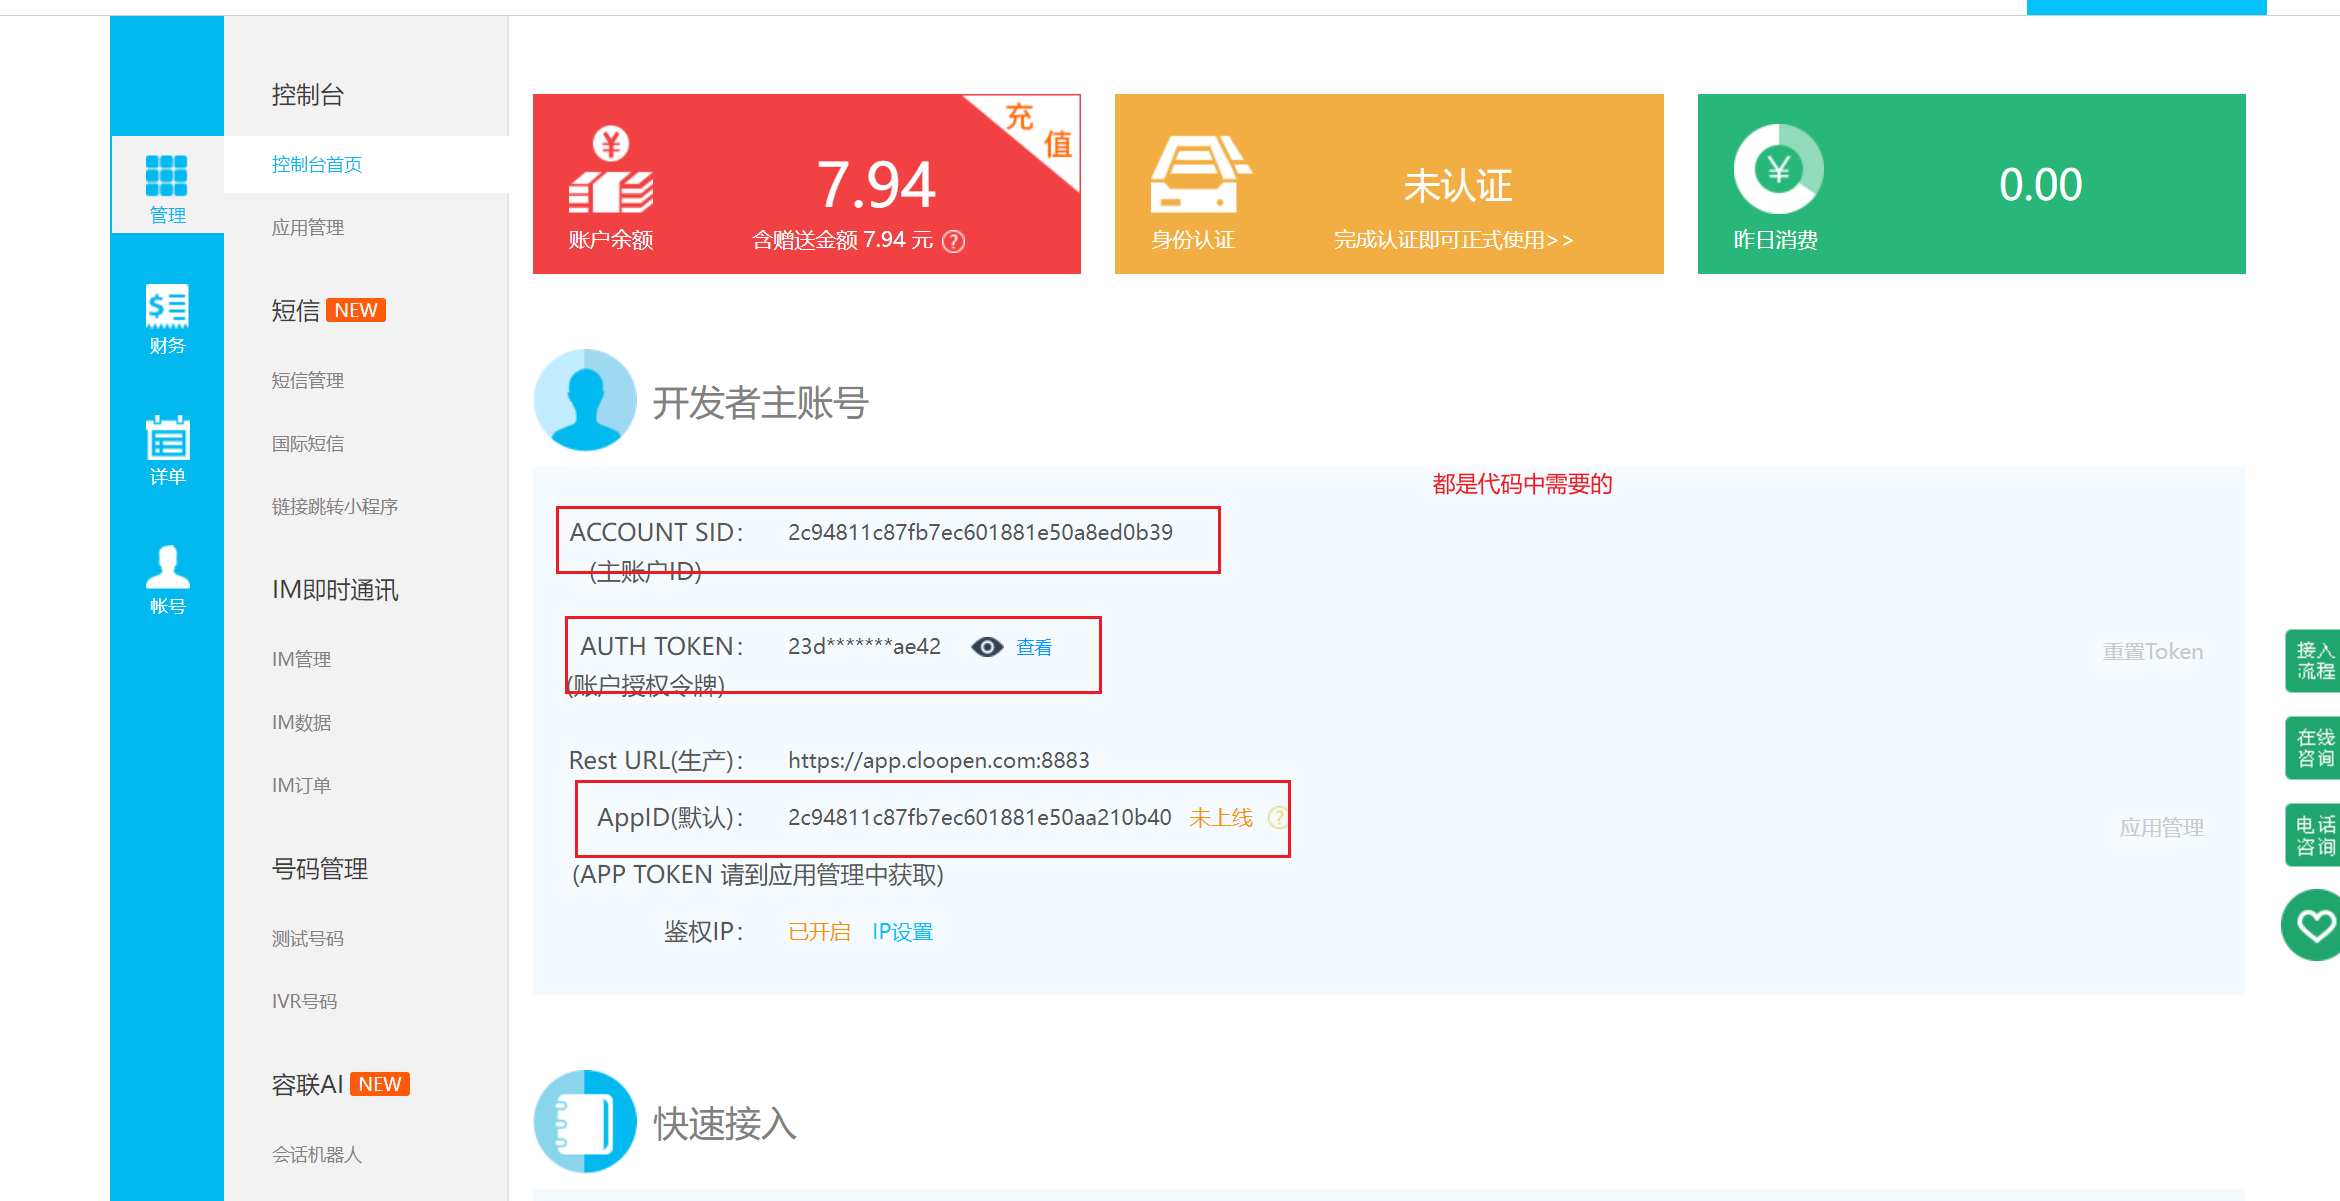 管理
财务
详单
帐号
控制台
控制台首页
应用管理
短信 NEW
短信管理
国际短信
链接跳转小程序
IM即时通讯
IM管理
IM数据
IM订单
号码管理
测试号码
IVR号码
容联AI NEW
会话机器人
充值
7.94
账户余额
含赠送金额 7.94 元 ?
未认证
身份认证
完成认证即可正式使用>>
0.00
昨日消费
开发者主账号
都是代码中需要的
ACCOUNT SID： 2c94811c87fb7ec601881e50a8ed0b39
(主账户ID)
AUTH TOKEN： 23d*******ae42 查看
重置Token
(账户授权令牌)
Rest URL(生产)： https://app.cloopen.com:8883
AppID(默认)： 2c94811c87fb7ec601881e50aa210b40 未上线 ?
应用管理
(APP TOKEN 请到应用管理中获取)
鉴权IP： 已开启 IP设置
快速接入
接入
流程
在线
咨询
电话
咨询